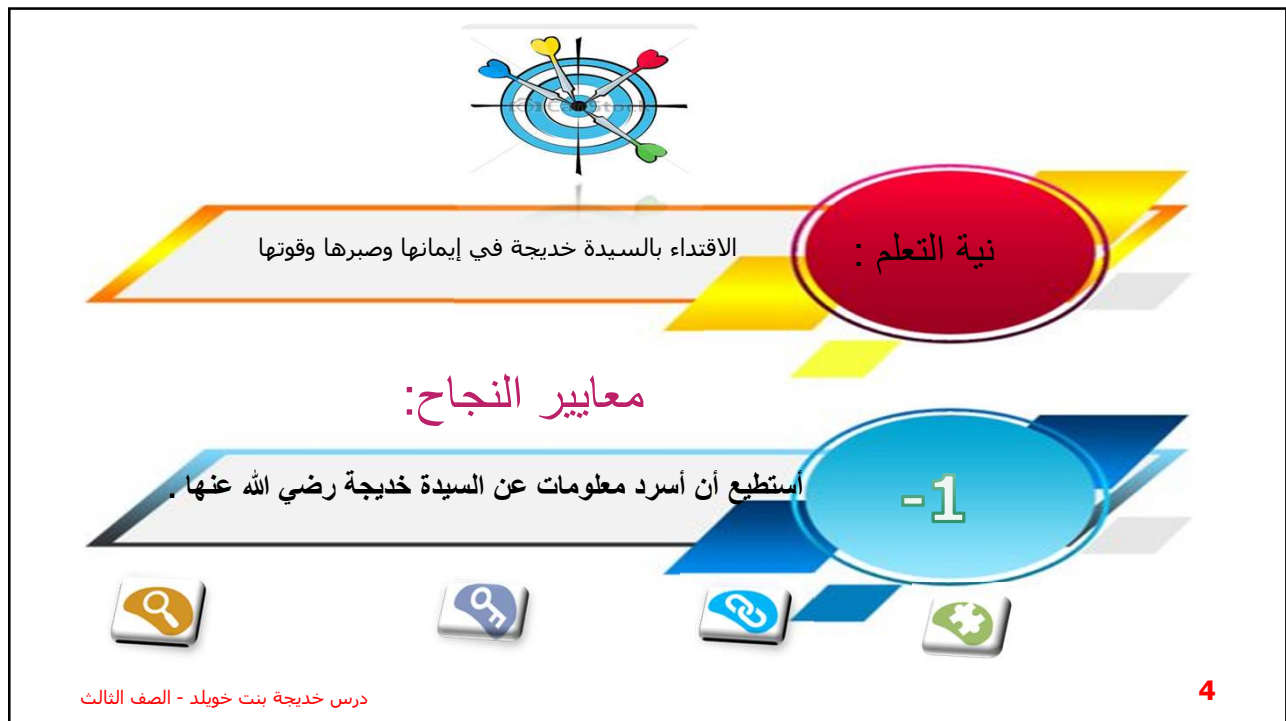 نية التعلم :
الاقتداء بالسيدة خديجة في إيمانها وصبرها وقوتها
معايير النجاح:
1-
أستطيع أن أسرد معلومات عن السيدة خديجة رضي الله عنها .
4
درس خديجة بنت خويلد - الصف الثالث